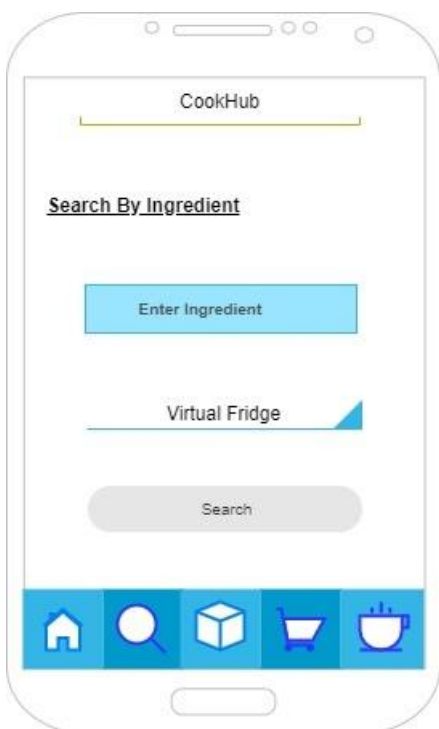 CookHub
Search By Ingredient
Enter Ingredient
Virtual Fridge
Search